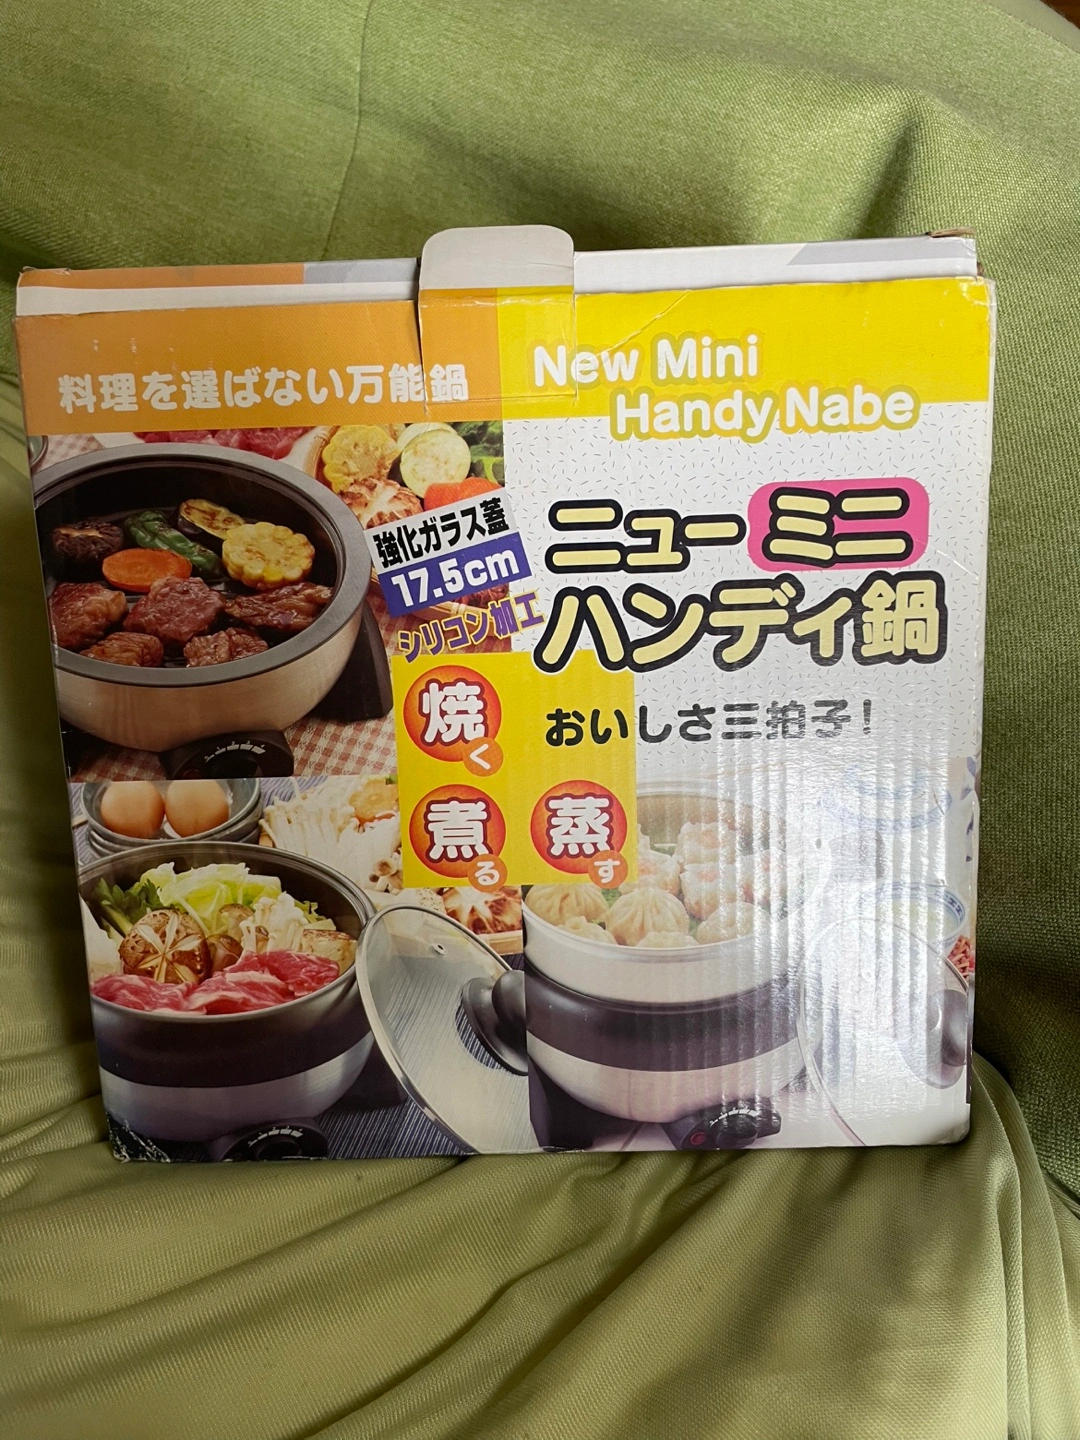 料理を選ばない万能鍋
New Mini
Handy Nabe
強化ガラス蓋
17.5cm
シリコン加工
ニューミニ
ハンディ鍋
おいしさ三拍子!
焼く
煮る
蒸す